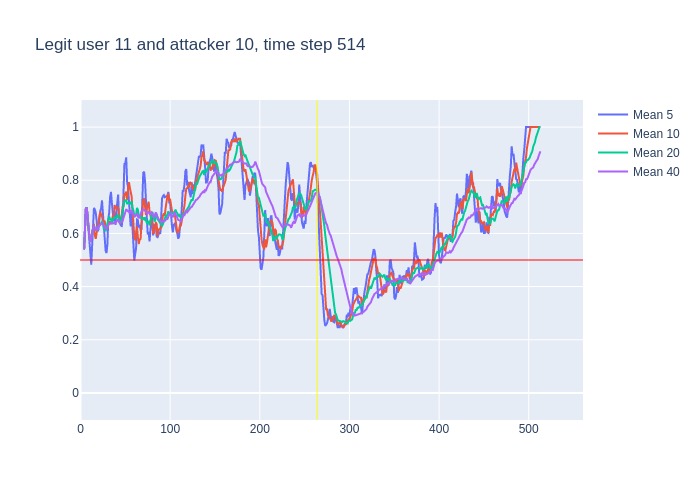 Legit user 11 and attacker 10, time step 514
Mean 5
Mean 10
Mean 20
Mean 40
1
0.8
0.6
0.4
0.2
0
0 100 200 300 400 500